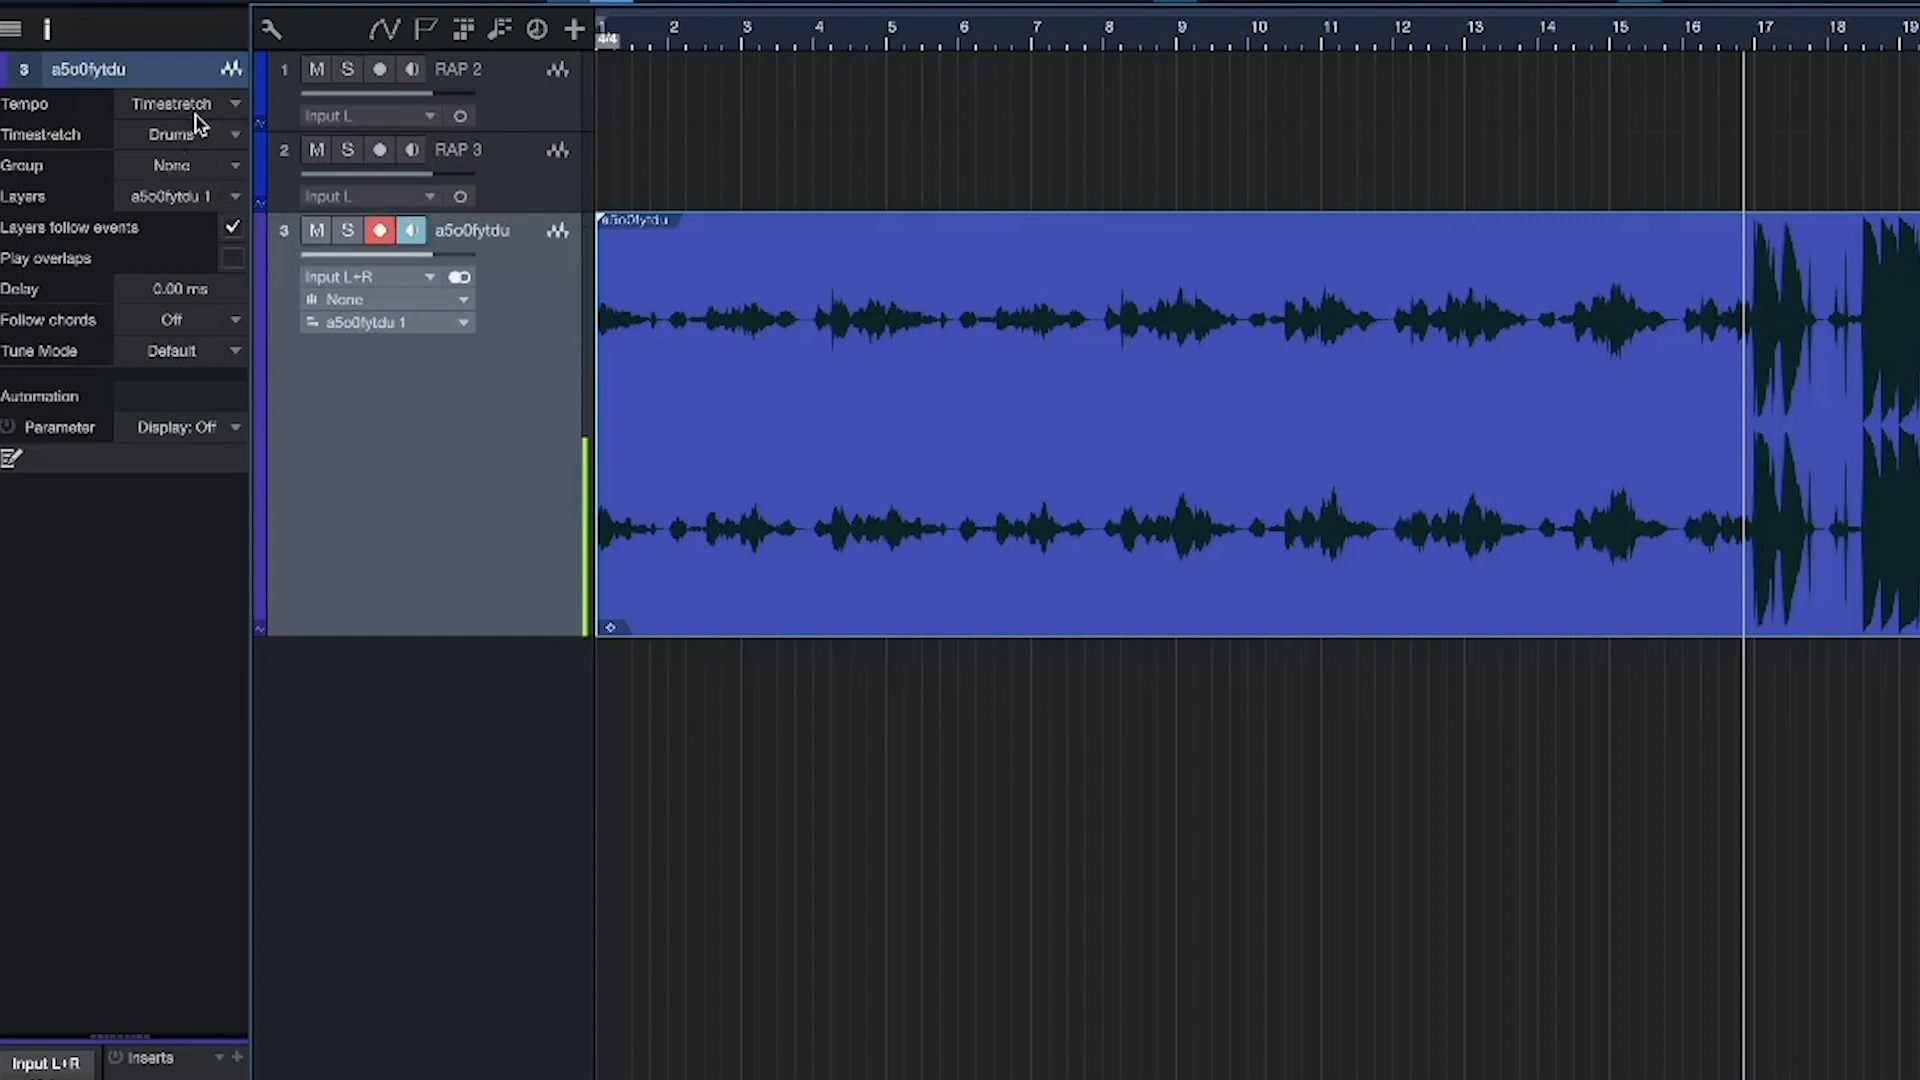 1 2 3 4 5 6 7 8 9 10 11 12 13 14 15 16 17 18 19
4/4
3 a5o0fytdu
Tempo Timestretch
Timestretch Drums
Group None
Layers a5o0fytdu 1
Layers follow events
Play overlaps
Delay 0.00 ms
Follow chords Off
Tune Mode Default
Automation
Parameter Display: Off
Input L+R Inserts
1 M S RAP 2
Input L
2 M S RAP 3
Input L
3 M S a5o0fytdu
Input L+R
None
a5o0fytdu 1
a5o0fytdu